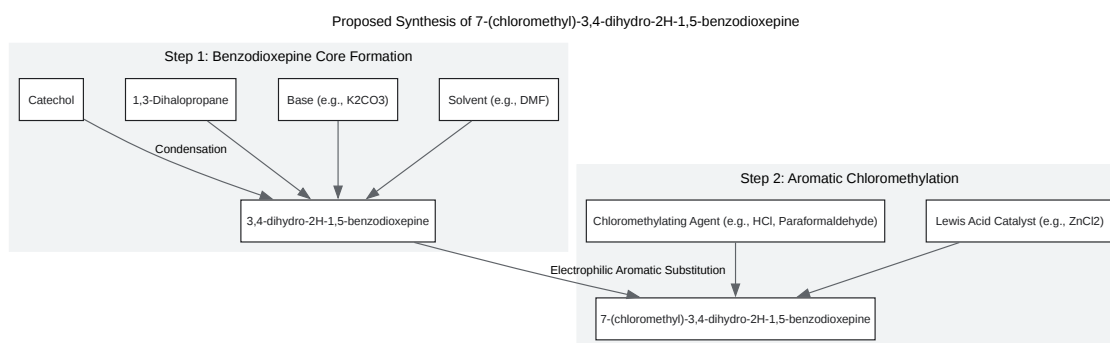 Proposed Synthesis of 7-(chloromethyl)-3,4-dihydro-2H-1,5-benzodioxepine
Step 1: Benzodioxepine Core Formation
Catechol
1,3-Dihalopropane
Base (e.g., K2CO3)
Solvent (e.g., DMF)
Condensation
3,4-dihydro-2H-1,5-benzodioxepine
Step 2: Aromatic Chloromethylation
Chloromethylating Agent (e.g., HCl, Paraformaldehyde)
Lewis Acid Catalyst (e.g., ZnCl2)
Electrophilic Aromatic Substitution
7-(chloromethyl)-3,4-dihydro-2H-1,5-benzodioxepine